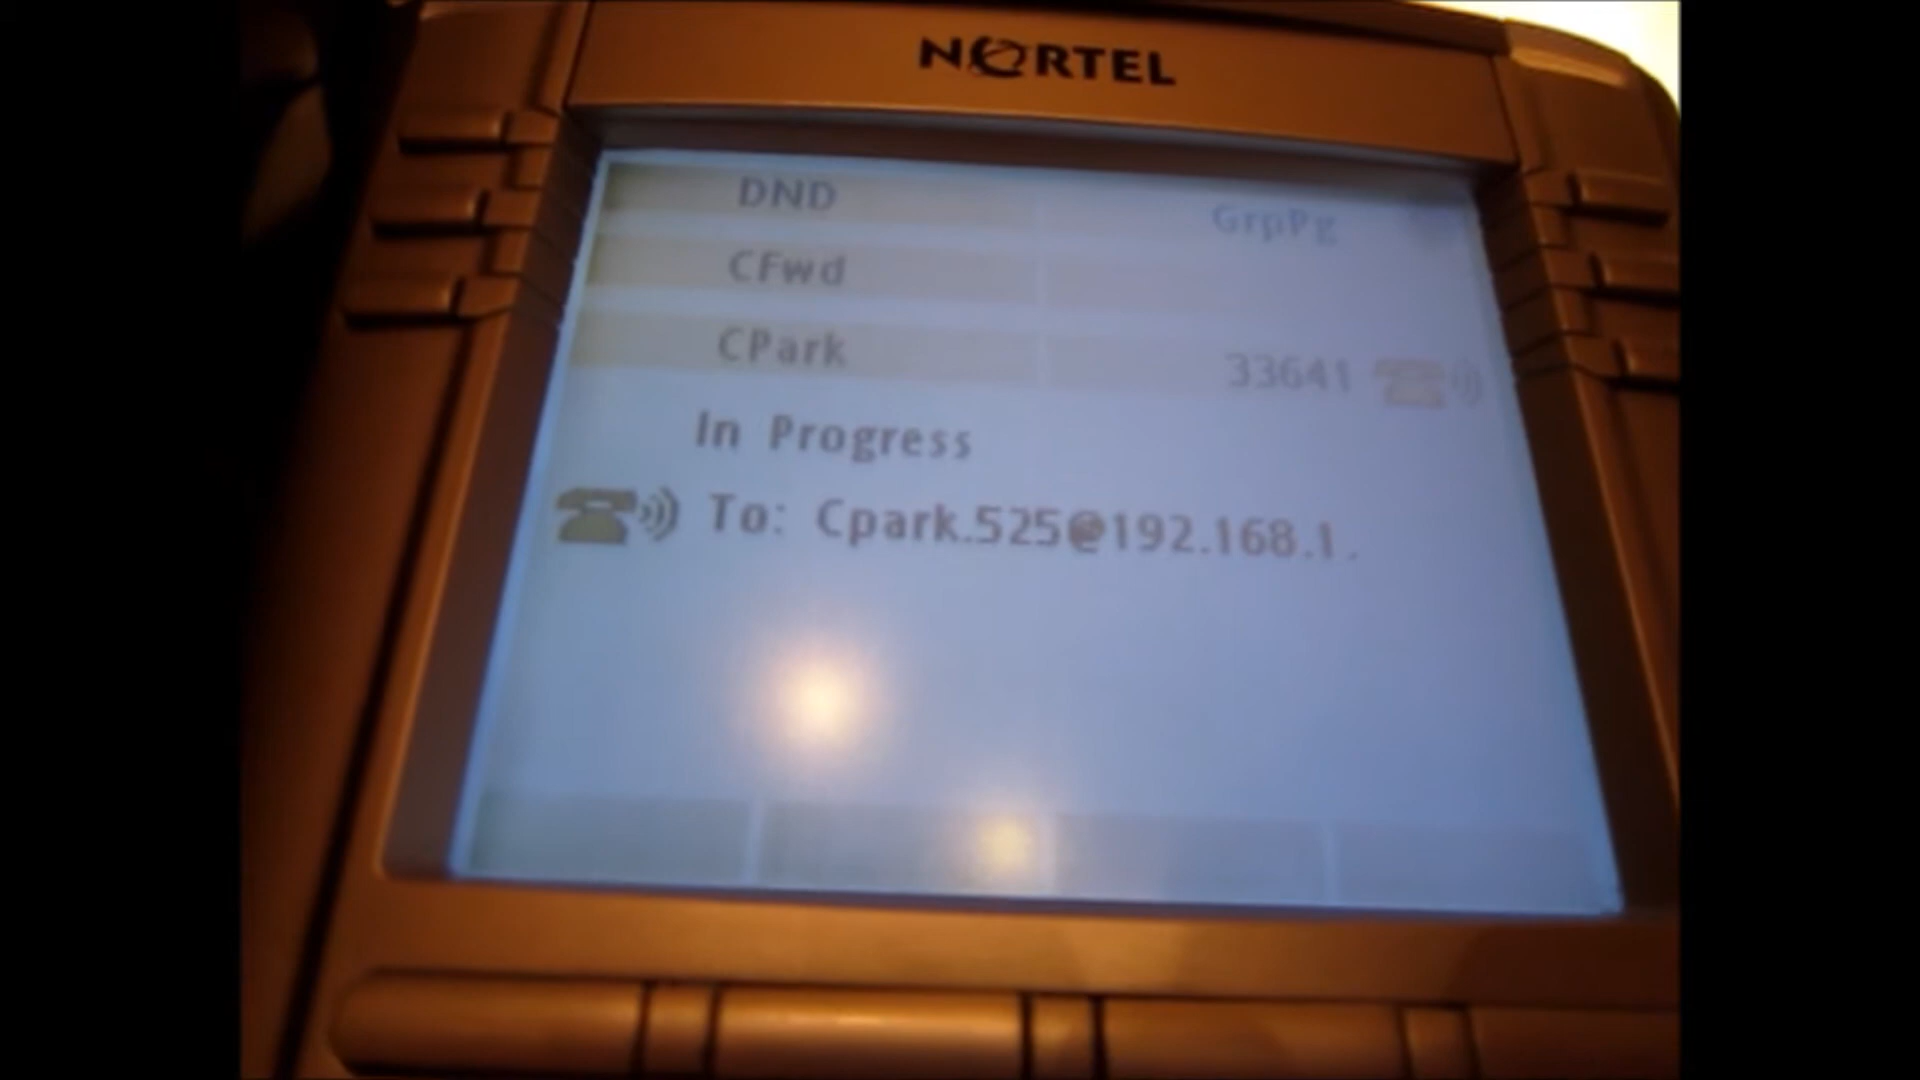 NORTEL
DND GrpPg
CFwd
CPark 33641
In Progress
To: Cpark.525@192.168.1.